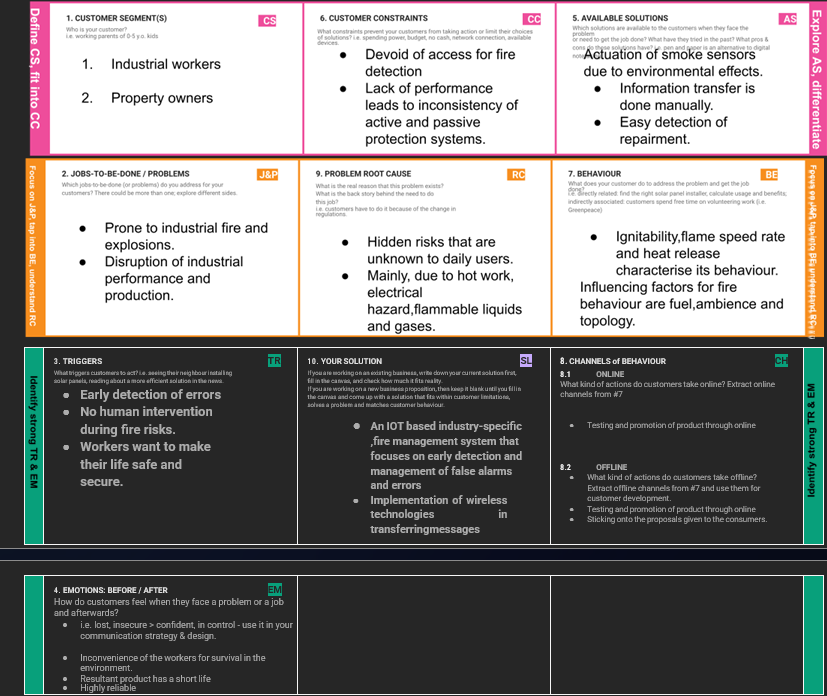 Define CS, fit into CC
1. CUSTOMER SEGMENT(S)
CS
Who is your customer?
i.e. working parents of 0-5 y.o. kids
1. Industrial workers
2. Property owners
6. CUSTOMER CONSTRAINTS
CC
What constraints prevent your customers from taking action or limit their choices
of solutions? i.e. spending power, budget, no cash, network connection, available
devices.
● Devoid of access for fire
detection
● Lack of performance
leads to inconsistency of
active and passive
protection systems.
5. AVAILABLE SOLUTIONS
AS
Which solutions are available to the customers when they face the
problem
or need to get the job done? What have they tried in the past? What pros &
cons do these solutions have? i.e. pen and paper is an alternative to digital
Actuation of smoke sensors
due to environmental effects.
● Information transfer is
done manually.
● Easy detection of
repairment.
Explore AS, differentiate
Focus on J&P, tap into BE, understand RC
2. JOBS-TO-BE-DONE / PROBLEMS
J&P
Which jobs-to-be-done (or problems) do you address for your
customers? There could be more than one, explore different sides.
● Prone to industrial fire and
explosions.
● Disruption of industrial
performance and
production.
9. PROBLEM ROOT CAUSE
RC
What is the real reason that this problem exists?
What is the back story behind the need to do
this job?
i.e. customers have to do it because of the change in
regulations.
● Hidden risks that are
unknown to daily users.
● Mainly, due to hot work,
electrical
hazard,flammable liquids
and gases.
7. BEHAVIOUR
BE
What does your customer do to address the problem and get the job
done?
i.e. directly related: find the right solar panel installer, calculate usage and benefits;
indirectly associated: customers spend free time on volunteering work (i.e.
Greenpeace)
● Ignitability,flame speed rate
and heat release
characterise its behaviour.
Influencing factors for fire
behaviour are fuel,ambience and
topology.
Focus on J&P, tap into BE, understand RC
Identify strong TR & EM
3. TRIGGERS
TR
What triggers customers to act? i.e. seeing their neighbour installing
solar panels, reading about a more efficient solution in the news.
● Early detection of errors
● No human intervention
during fire risks.
● Workers want to make
their life safe and
secure.
10. YOUR SOLUTION
SL
If you are working on an existing business, write down your current solution first,
fill in the canvas, and check how much it fits reality.
If you are working on a new business proposition, then keep it blank until you fill in
the canvas and come up with a solution that fits within customer limitations,
solves a problem and matches customer behaviour.
● An IOT based industry-specific
,fire management system that
focuses on early detection and
management of false alarms
and errors
● Implementation of wireless
technologies in
transferringmessages
8. CHANNELS of BEHAVIOUR
CH
8.1 ONLINE
What kind of actions do customers take online? Extract online
channels from #7
● Testing and promotion of product through online
8.2 OFFLINE
● What kind of actions do customers take offline?
Extract offline channels from #7 and use them for
customer development.
● Testing and promotion of product through online
● Sticking onto the proposals given to the consumers.
Identify strong TR & EM
4. EMOTIONS: BEFORE / AFTER
EM
How do customers feel when they face a problem or a job
and afterwards?
● i.e. lost, insecure > confident, in control - use it in your
communication strategy & design.
● Inconvenience of the workers for survival in the
environment.
● Resultant product has a short life
● Highly reliable